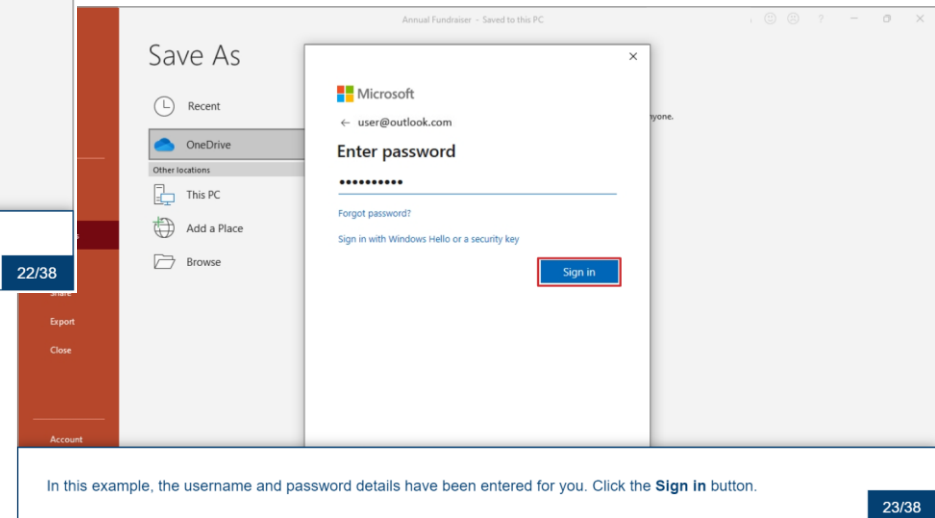 Annual Fundraiser - Saved to this PC
?
Save As
Recent
OneDrive
Other locations
This PC
Add a Place
Browse
Microsoft
← user@outlook.com
Enter password
Forgot password?
Sign in with Windows Hello or a security key
Sign in
22/38
Share
Export
Close
Account
In this example, the username and password details have been entered for you. Click the Sign in button.
23/38